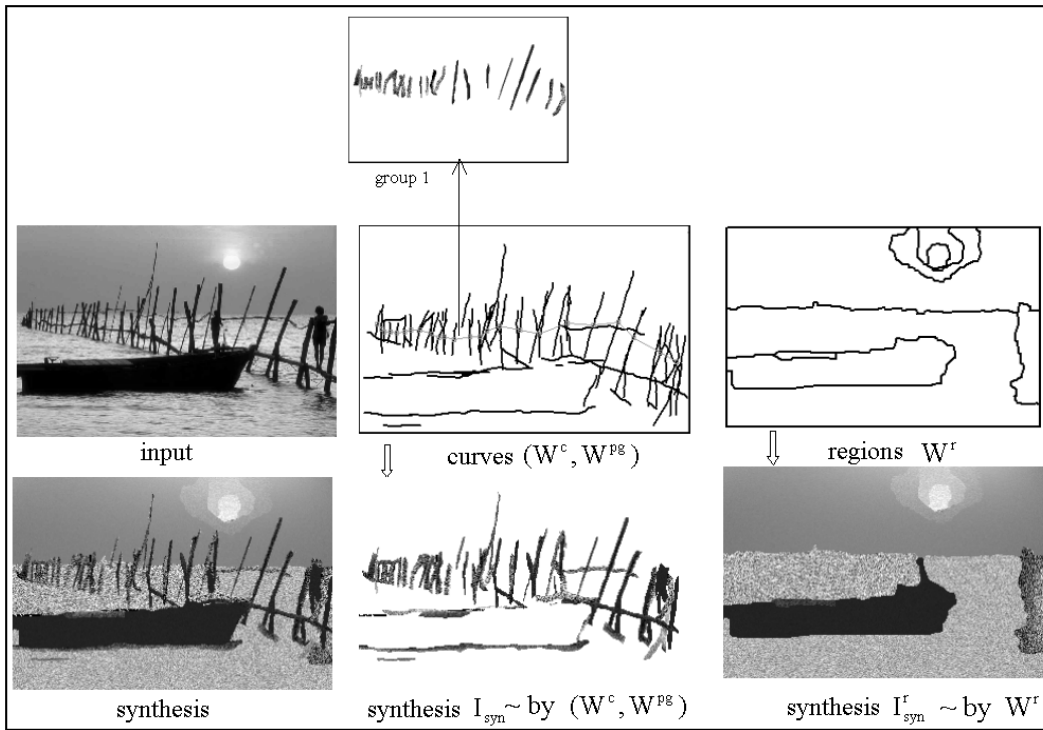 group 1
input
curves (W^c, W^pg)
regions W^r
synthesis
synthesis I_syn ~ by (W^c, W^pg)
synthesis I^r_syn ~ by W^r